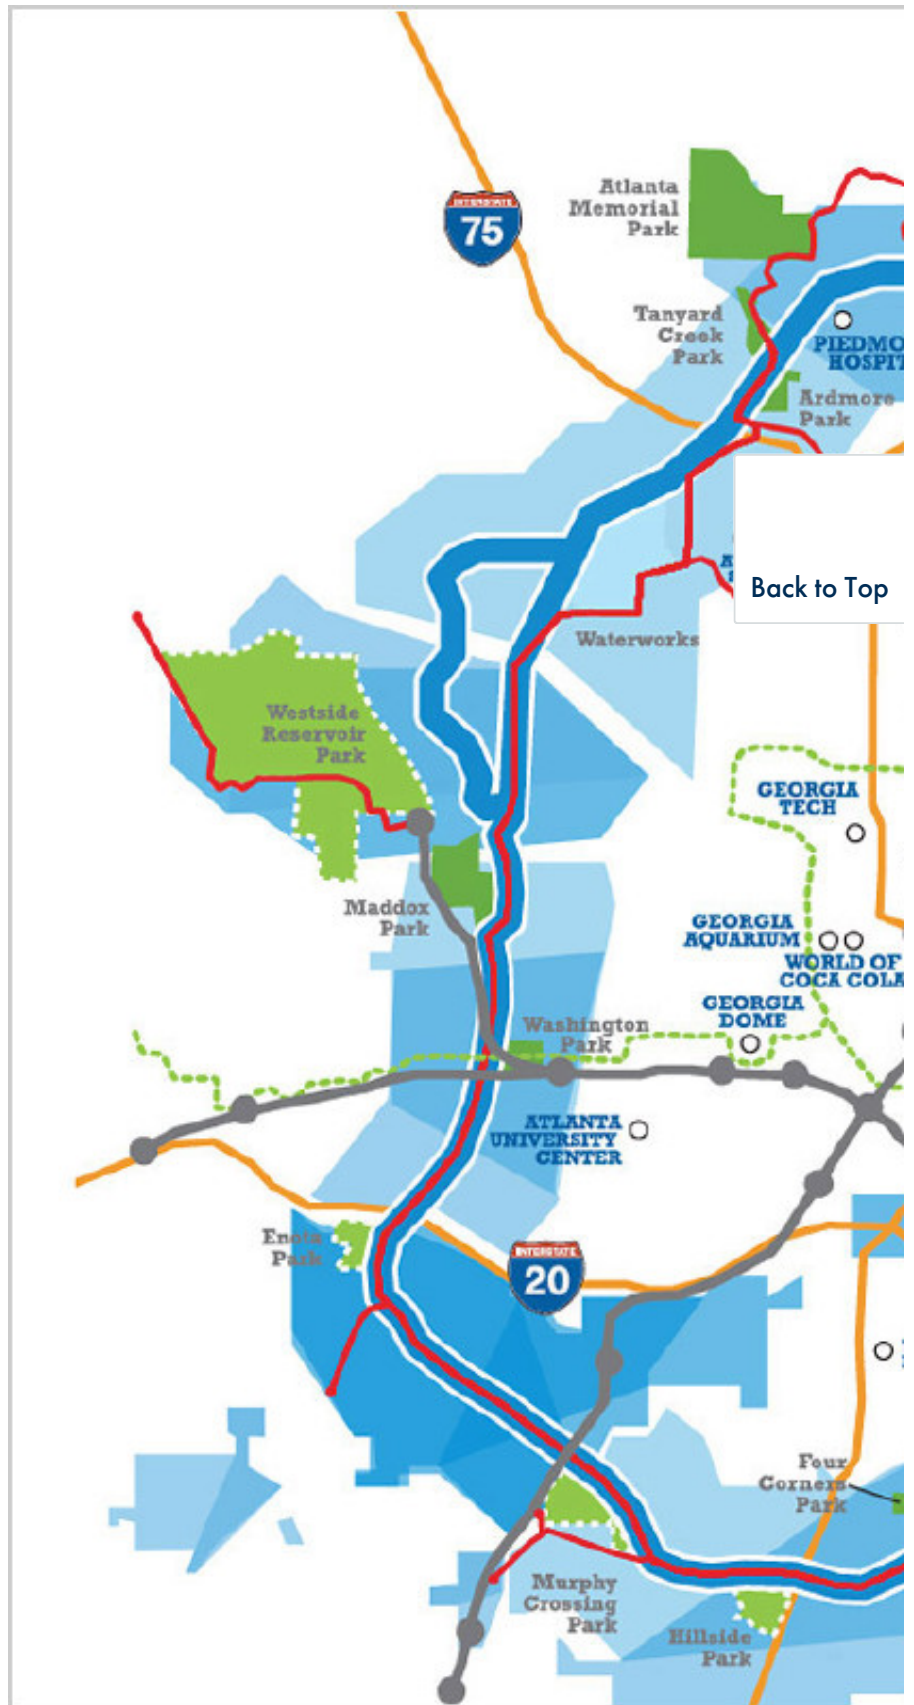 Atlanta
Memorial
Park
INTERSTATE
75
Tanyard
Creek
Park
PIEDMO
HOSPIT
Ardmore
Park
Back to Top
Waterworks
Westside
Reservoir
Park
GEORGIA
TECH
Maddox
Park
GEORGIA
AQUARIUM
WORLD OF
COCA COLA
GEORGIA
DOME
Washington
Park
ATLANTA
UNIVERSITY
CENTER
Enota
Park
INTERSTATE
20
Four
Corners
Park
Murphy
Crossing
Park
Hillside
Park